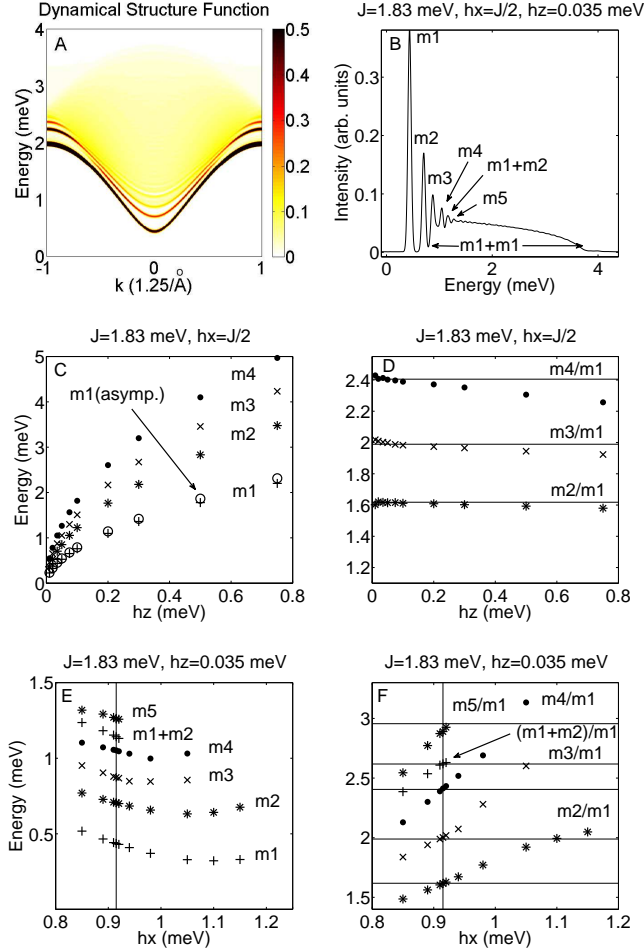 Dynamical Structure Function
A
Energy (meV)
4
3
2
1
0
-1
0
1
k (1.25/Å)
0.5
0.4
0.3
0.2
0.1
0
J=1.83 meV, hx=J/2, hz=0.035 meV
B
m1
m2
m3
m4
m1+m2
m5
m1+m1
Intensity (arb. units)
0.3
0.2
0.1
0
0
2
4
Energy (meV)
J=1.83 meV, hx=J/2
C
m4
m3
m2
m1
m1(asymp.)
Energy (meV)
5
4
3
2
1
0
0
0.2
0.4
0.6
0.8
hz (meV)
J=1.83 meV, hx=J/2
D
m4/m1
m3/m1
m2/m1
2.4
2.2
2
1.8
1.6
1.4
1.2
0
0.2
0.4
0.6
0.8
hz (meV)
J=1.83 meV, hz=0.035 meV
E
m5
m1+m2
m4
m3
m2
m1
Energy (meV)
1.5
1
0.5
0.8
0.9
1
1.1
1.2
hx (meV)
J=1.83 meV, hz=0.035 meV
F
m5/m1
m4/m1
(m1+m2)/m1
m3/m1
m2/m1
3
2.5
2
1.5
0.8
0.9
1
1.1
1.2
hx (meV)